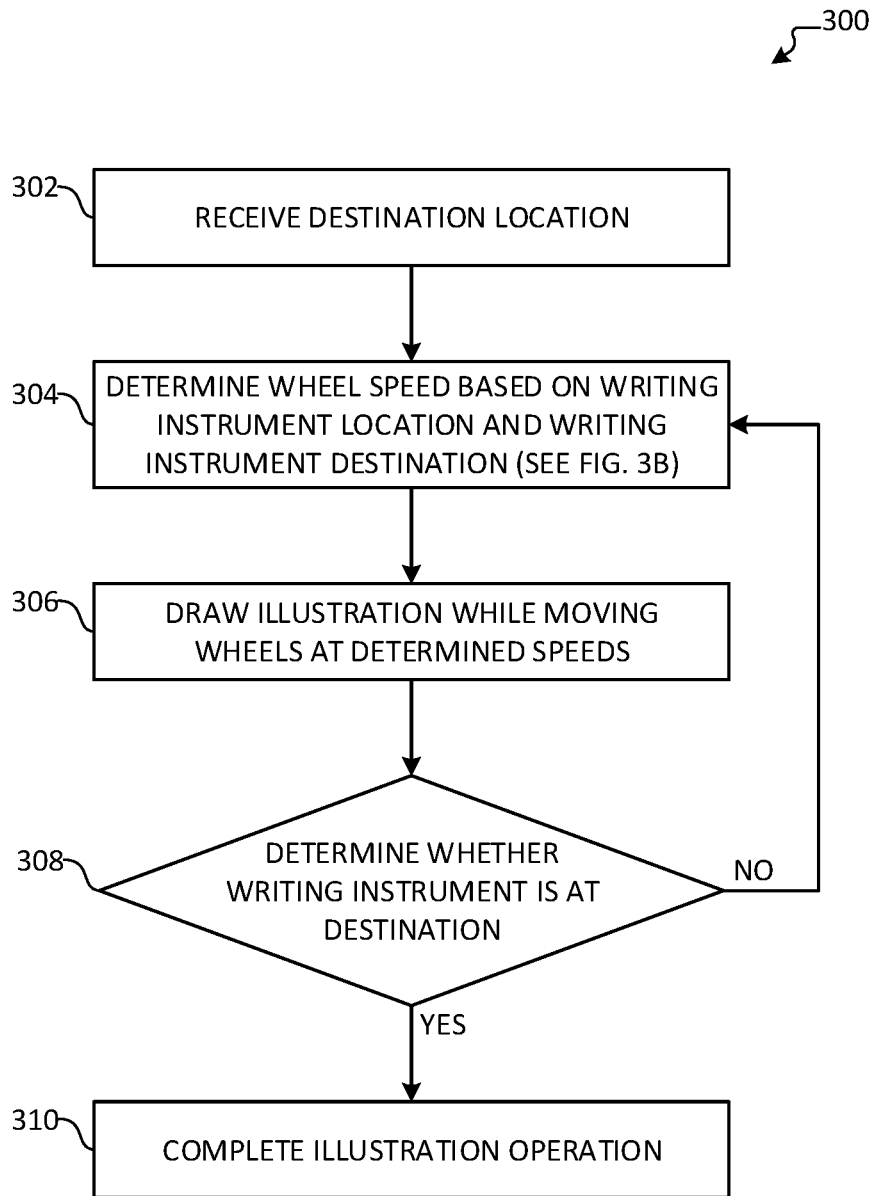 300
302
RECEIVE DESTINATION LOCATION
304
DETERMINE WHEEL SPEED BASED ON WRITING
INSTRUMENT LOCATION AND WRITING
INSTRUMENT DESTINATION (SEE FIG. 3B)
306
DRAW ILLUSTRATION WHILE MOVING
WHEELS AT DETERMINED SPEEDS
308
DETERMINE WHETHER
WRITING INSTRUMENT IS AT
DESTINATION
NO
YES
310
COMPLETE ILLUSTRATION OPERATION